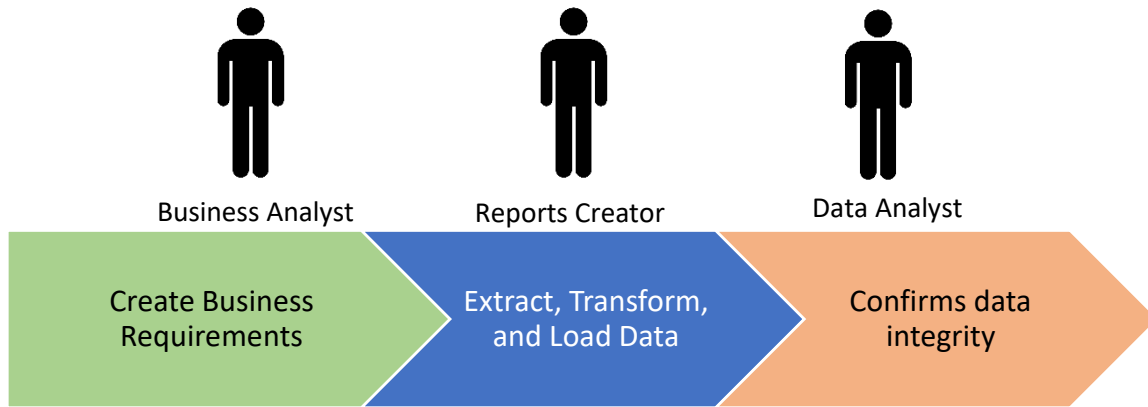 Business Analyst
Reports Creator
Data Analyst
Create Business
Requirements
Extract, Transform,
and Load Data
Confirms data
integrity